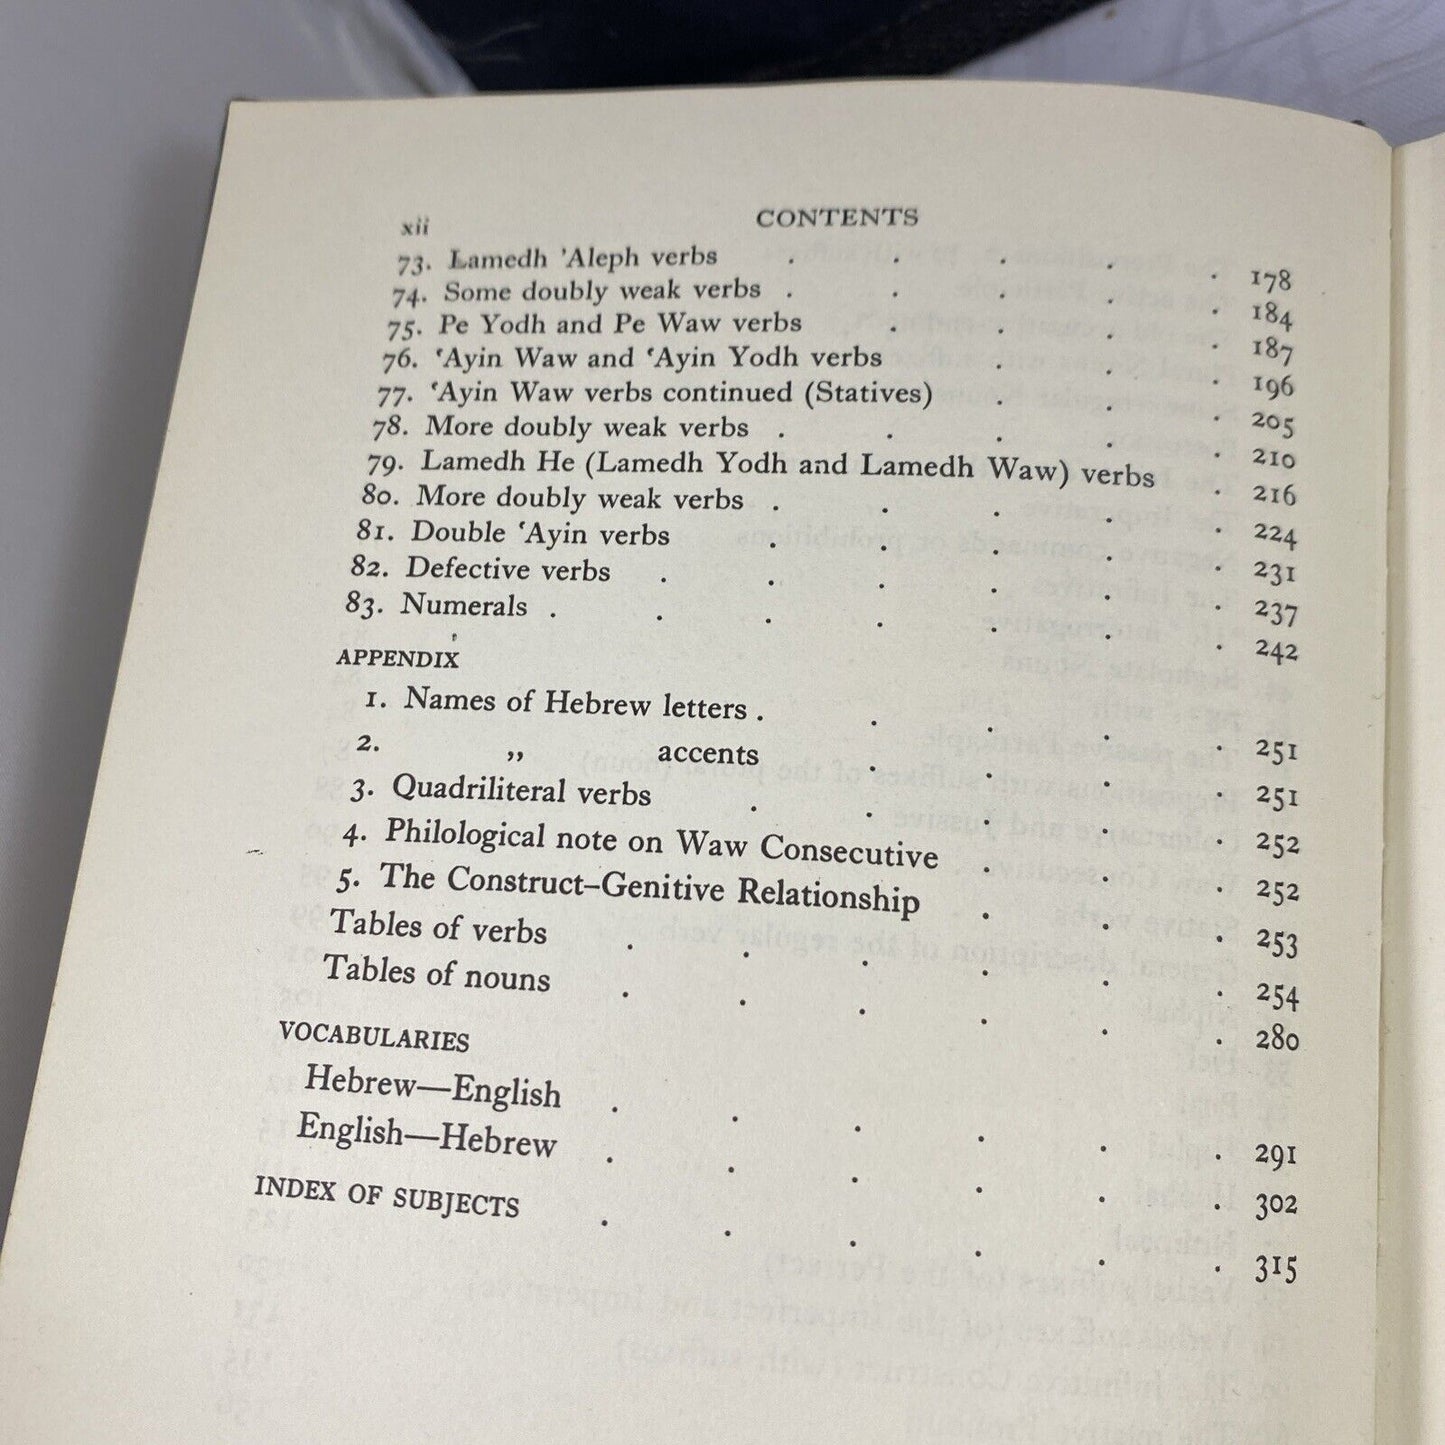 xii CONTENTS
73. Lamedh ʼAleph verbs . . . . . 178
74. Some doubly weak verbs . . . . . 184
75. Pe Yodh and Pe Waw verbs . . . . 187
76. ʽAyin Waw and ʽAyin Yodh verbs . . . 196
77. ʽAyin Waw verbs continued (Statives) . . . 205
78. More doubly weak verbs . . . . . 210
79. Lamedh He (Lamedh Yodh and Lamedh Waw) verbs . 216
80. More doubly weak verbs . . . . . 224
81. Double ʽAyin verbs . . . . . 231
82. Defective verbs . . . . . . 237
83. Numerals . . . . . . . 242
APPENDIX
1. Names of Hebrew letters . . . . . 251
2. ,, accents . . . . 251
3. Quadriliteral verbs . . . . . 252
4. Philological note on Waw Consecutive . . . 252
5. The Construct–Genitive Relationship . . . 253
Tables of verbs . . . . . . 254
Tables of nouns . . . . . . 280
VOCABULARIES
Hebrew—English . . . . . . 291
English—Hebrew . . . . . . 302
INDEX OF SUBJECTS . . . . . . 315